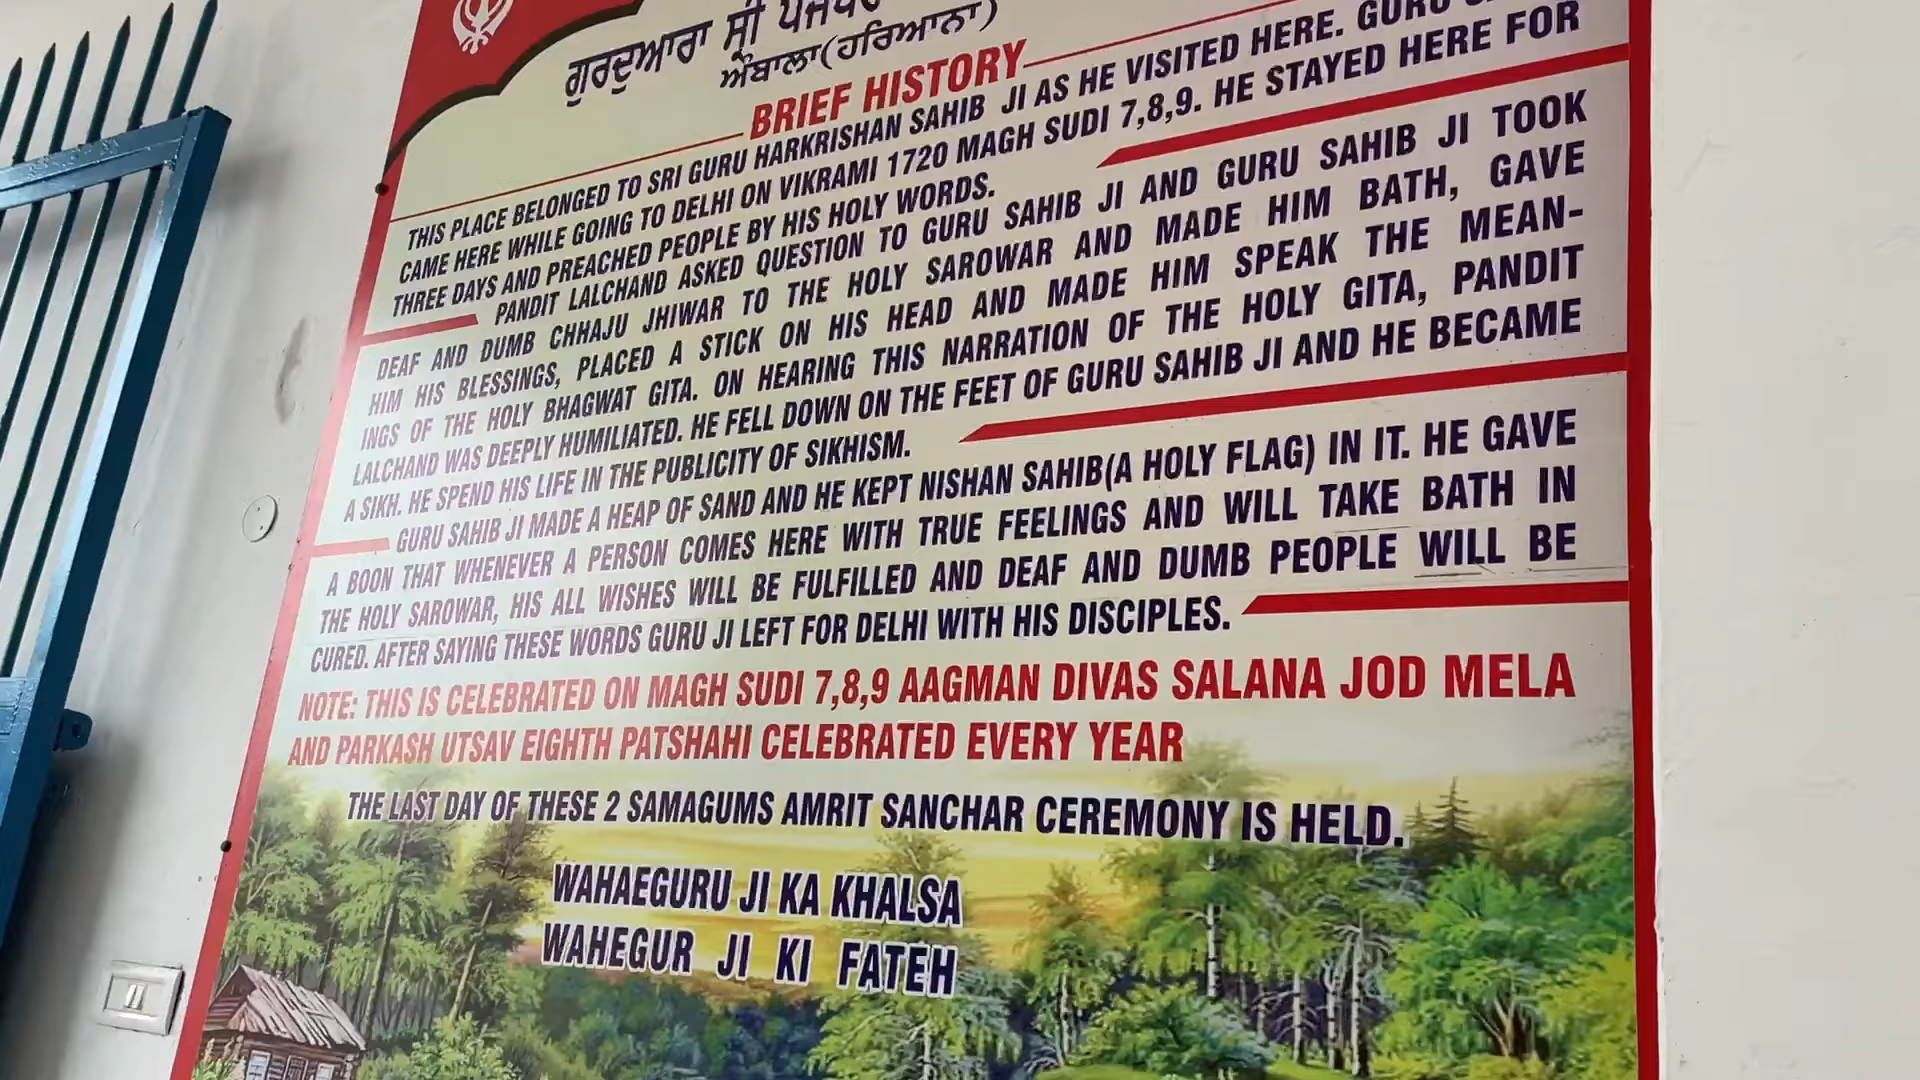 ਗੁਰਦੁਆਰਾ ਸ੍ਰੀ
ਅੰਬਾਲਾ(ਹਰਿਆਨਾ)
BRIEF HISTORY
THIS PLACE BELONGED TO SRI GURU HARKRISHAN SAHIB JI AS HE VISITED HERE. GURU
CAME HERE WHILE GOING TO DELHI ON VIKRAMI 1720 MAGH SUDI 7,8,9. HE STAYED HERE FOR
THREE DAYS AND PREACHED PEOPLE BY HIS HOLY WORDS.
PANDIT LALCHAND ASKED QUESTION TO GURU SAHIB JI AND GURU SAHIB JI TOOK
DEAF AND DUMB CHHAJU JHIWAR TO THE HOLY SAROWAR AND MADE HIM BATH, GAVE
HIM HIS BLESSINGS, PLACED A STICK ON HIS HEAD AND MADE HIM SPEAK THE MEAN-
INGS OF THE HOLY BHAGWAT GITA. ON HEARING THIS NARRATION OF THE HOLY GITA, PANDIT
LALCHAND WAS DEEPLY HUMILIATED. HE FELL DOWN ON THE FEET OF GURU SAHIB JI AND HE BECAME
A SIKH. HE SPEND HIS LIFE IN THE PUBLICITY OF SIKHISM.
GURU SAHIB JI MADE A HEAP OF SAND AND HE KEPT NISHAN SAHIB(A HOLY FLAG) IN IT. HE GAVE
A BOON THAT WHENEVER A PERSON COMES HERE WITH TRUE FEELINGS AND WILL TAKE BATH IN
THE HOLY SAROWAR, HIS ALL WISHES WILL BE FULFILLED AND DEAF AND DUMB PEOPLE WILL BE
CURED. AFTER SAYING THESE WORDS GURU JI LEFT FOR DELHI WITH HIS DISCIPLES.
NOTE: THIS IS CELEBRATED ON MAGH SUDI 7,8,9 AAGMAN DIVAS SALANA JOD MELA
AND PARKASH UTSAV EIGHTH PATSHAHI CELEBRATED EVERY YEAR
THE LAST DAY OF THESE 2 SAMAGUMS AMRIT SANCHAR CEREMONY IS HELD.
WAHAEGURU JI KA KHALSA
WAHEGUR JI KI FATEH